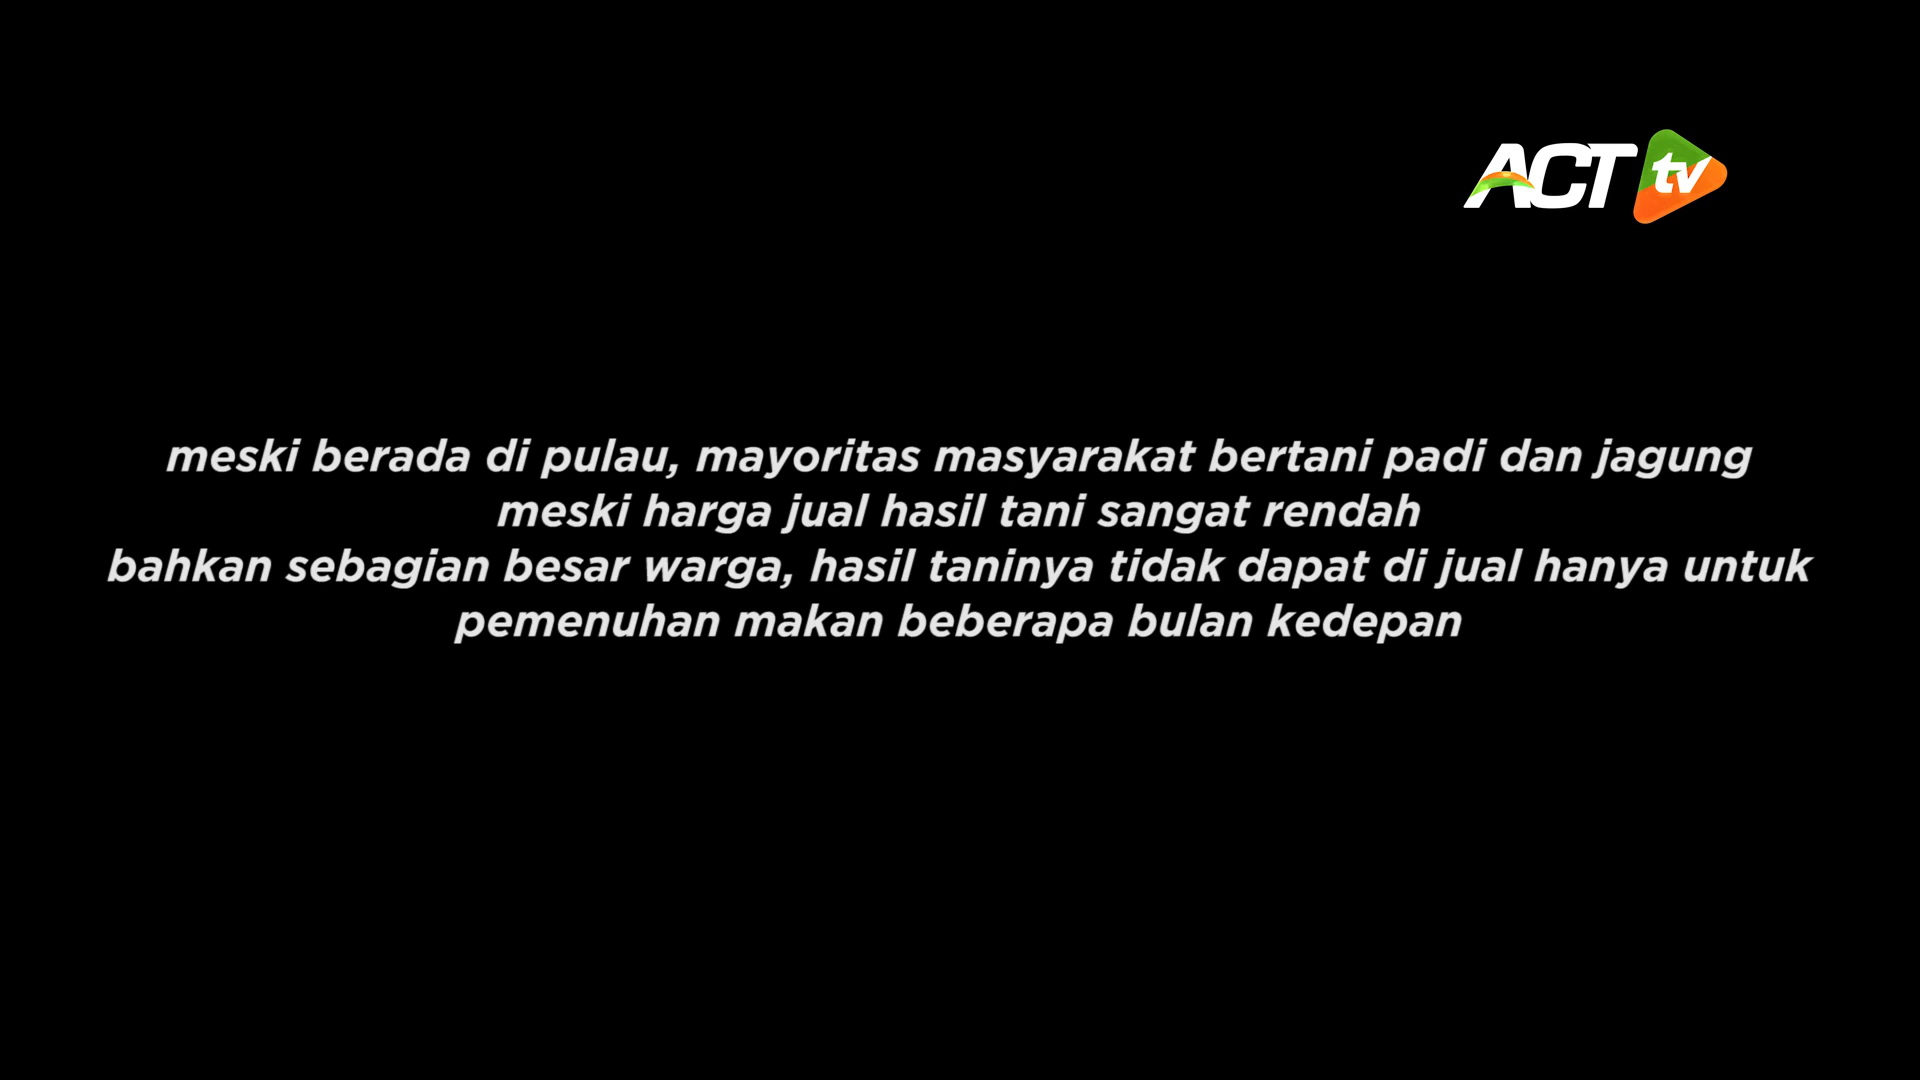 ACT tv
meski berada di pulau, mayoritas masyarakat bertani padi dan jagung
meski harga jual hasil tani sangat rendah
bahkan sebagian besar warga, hasil taninya tidak dapat di jual hanya untuk
pemenuhan makan beberapa bulan kedepan